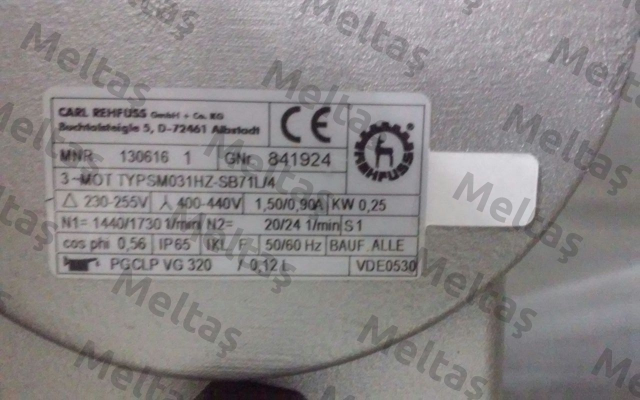 CARL REHFUSS GmbH + Co. KG
Buchtalsteigle 5, D-72461 Albstadt
CE
REHFUSS
MNR 130616 1 GNr 841924
3~MOT TYPSM031HZ-SB71L/4
△ 230-255V 人 400-440V 1,50/0,90A KW 0,25
N1= 1440/1730 1/min N2= 20/24 1/min S1
cos phi 0,56 IP65 IKL F 50/60 Hz BAUF ALLE
PGCLP VG 320 / 0,12 l VDE0530
Meltaş
Meltaş
Meltaş
Meltaş
Meltaş
Meltaş
Meltaş
Meltaş
Meltaş
Meltaş
Meltaş
Meltaş